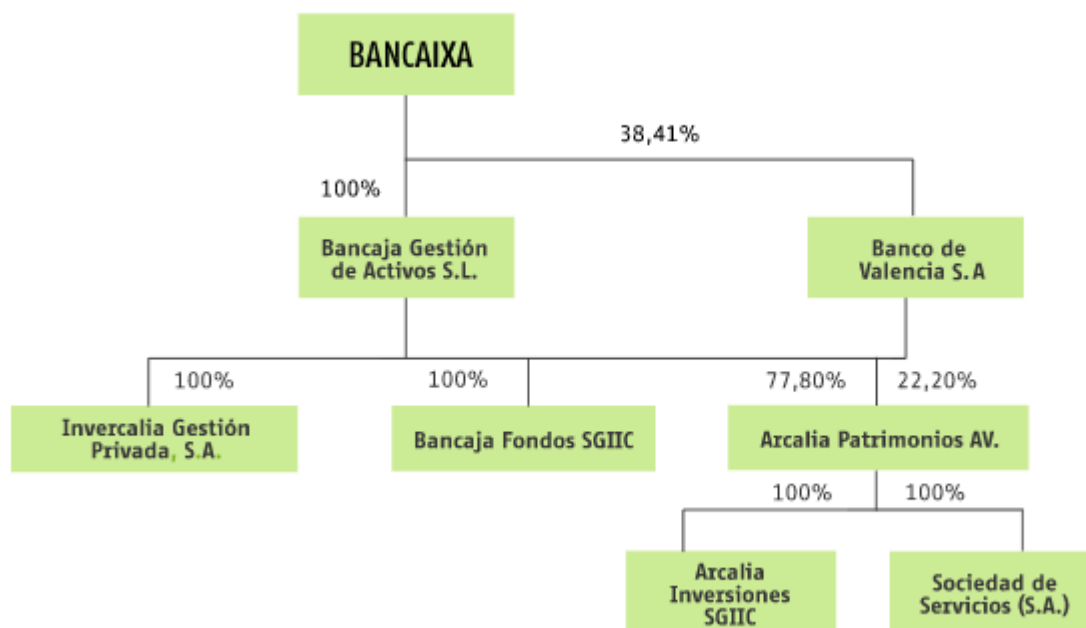 BANCAIXA
38,41%
100%
Bancaja Gestión
de Activos S.L.
Banco de
Valencia S.A
100%
100%
77,80%
22,20%
Invercalia Gestión
Privada, S.A.
Bancaja Fondos SGIIC
Arcalia Patrimonios AV.
100%
100%
Arcalia
Inversiones
SGIIC
Sociedad de
Servicios (S.A.)